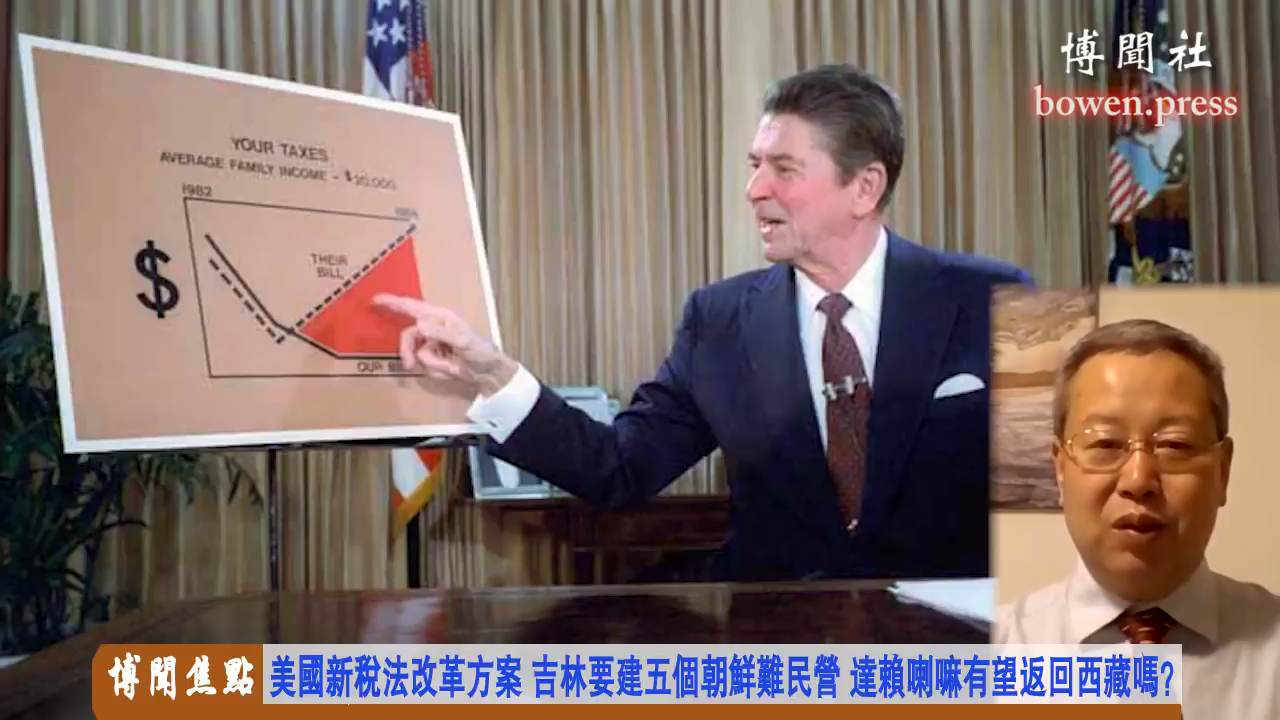 博聞社
bowen.press
YOUR TAXES
AVERAGE FAMILY INCOME - $20,000
1982
$
THEIR
BILL
OUR
博聞焦點
美國新稅法改革方案 吉林要建五個朝鮮難民營 達賴喇嘛有望返回西藏嗎?